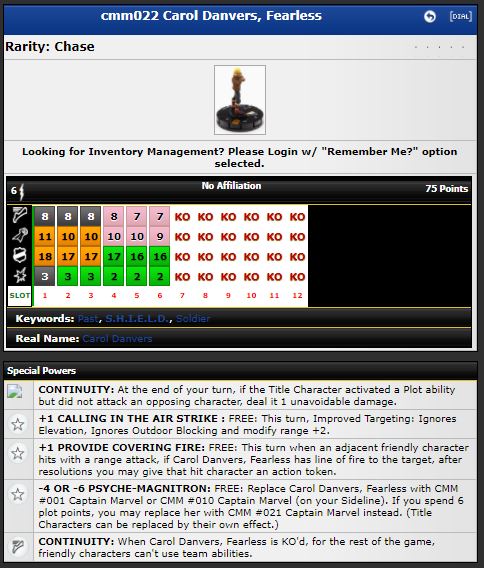 cmm022 Carol Danvers, Fearless
[DIAL]
Rarity: Chase
Looking for Inventory Management? Please Login w/ "Remember Me?" option
selected.
6 No Affiliation 75 Points
8 8 8 8 7 7 KO KO KO KO KO KO
11 10 10 10 10 9 KO KO KO KO KO KO
18 17 17 17 16 16 KO KO KO KO KO KO
3 3 3 2 2 2 KO KO KO KO KO KO
SLOT 1 2 3 4 5 6 7 8 9 10 11 12
Keywords: Past, S.H.I.E.L.D., Soldier
Real Name: Carol Danvers
Special Powers
CONTINUITY: At the end of your turn, if the Title Character activated a Plot ability
but did not attack an opposing character, deal it 1 unavoidable damage.
+1 CALLING IN THE AIR STRIKE : FREE: This turn, Improved Targeting: Ignores
Elevation, Ignores Outdoor Blocking and modify range +2.
+1 PROVIDE COVERING FIRE: FREE: This turn when an adjacent friendly character
hits with a range attack, if Carol Danvers, Fearless has line of fire to the target, after
resolutions you may give that hit character an action token.
-4 OR -6 PSYCHE-MAGNITRON: FREE: Replace Carol Danvers, Fearless with CMM
#001 Captain Marvel or CMM #010 Captain Marvel (on your Sideline). If you spend 6
plot points, you may replace her with CMM #021 Captain Marvel instead. (Title
Characters can be replaced by their own effect.)
CONTINUITY: When Carol Danvers, Fearless is KO'd, for the rest of the game,
friendly characters can't use team abilities.